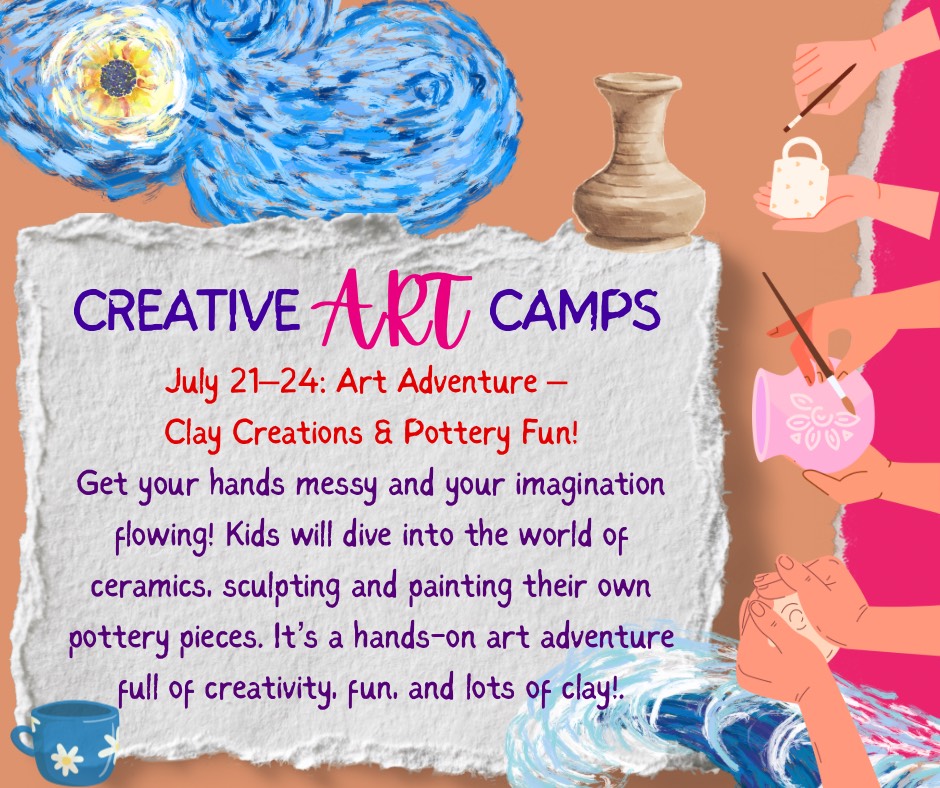 CREATIVE ART CAMPS
July 21–24: Art Adventure –
Clay Creations & Pottery Fun!
Get your hands messy and your imagination
flowing! Kids will dive into the world of
ceramics, sculpting and painting their own
pottery pieces. It's a hands-on art adventure
full of creativity, fun, and lots of clay!.